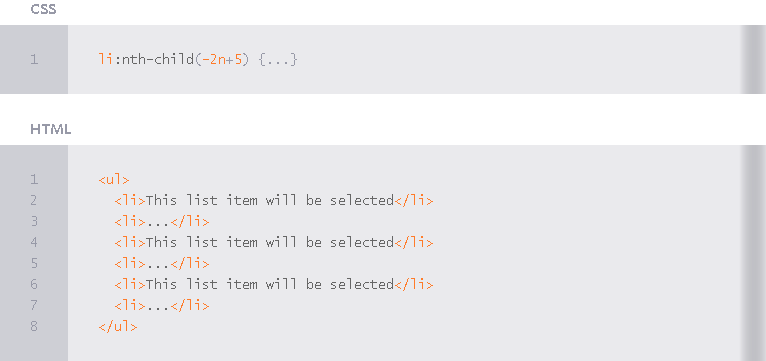 CSS
1 li:nth-child(-2n+5) {...}
HTML
1 <ul>
2 <li>This list item will be selected</li>
3 <li>...</li>
4 <li>This list item will be selected</li>
5 <li>...</li>
6 <li>This list item will be selected</li>
7 <li>...</li>
8 </ul>